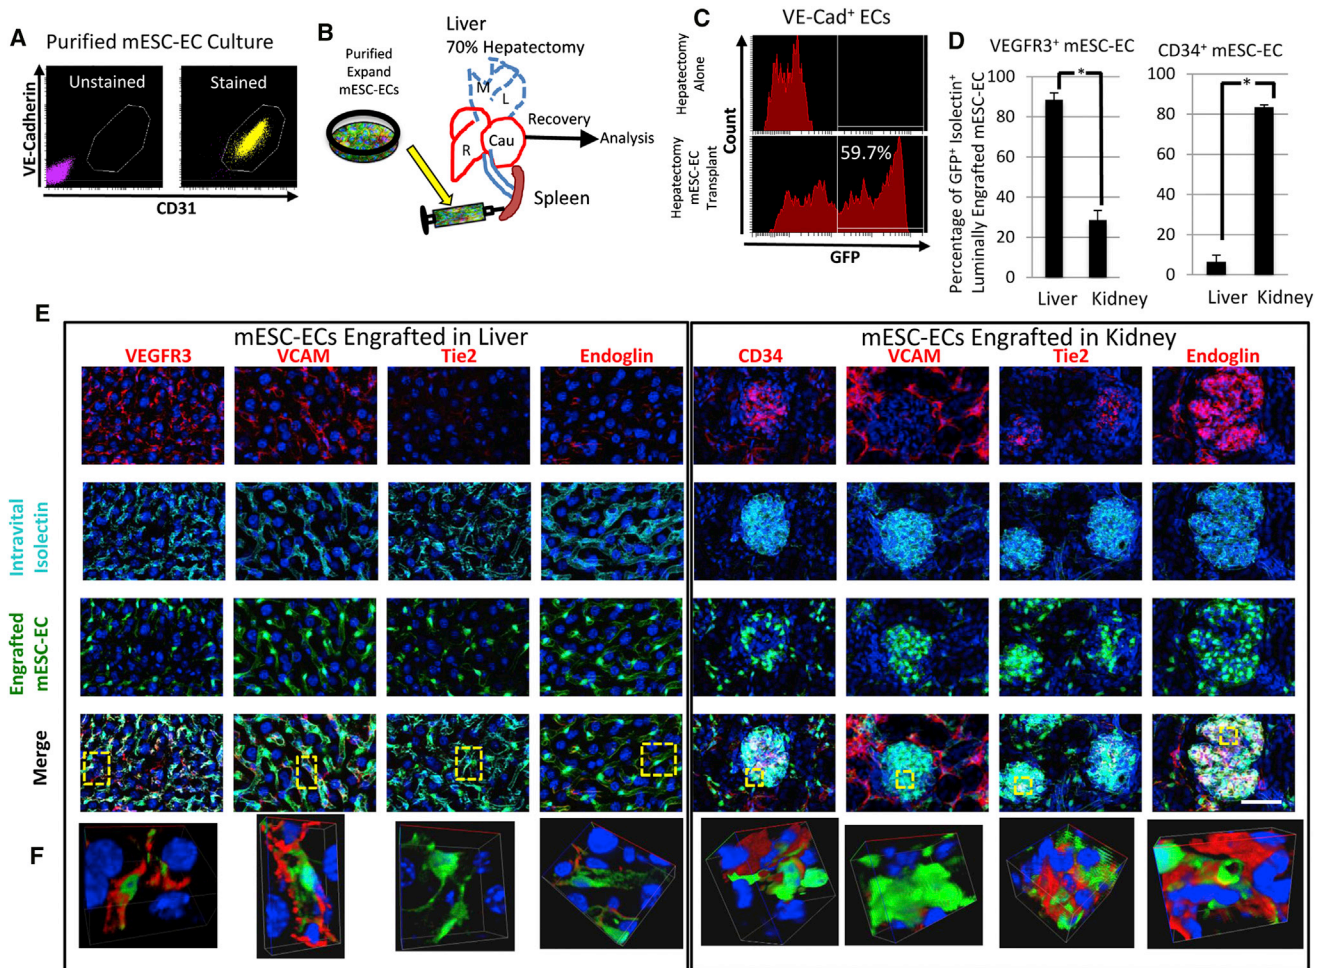 A
Purified mESC-EC Culture
Unstained
Stained
VE-Cadherin
CD31
B
Purified
Expand
mESC-ECs
Liver
70% Hepatectomy
M
L
R
Cau
Recovery
Analysis
Spleen
C
VE-Cad⁺ ECs
Hepatectomy
Alone
Hepatectomy
mESC-EC
Transplant
Count
59.7%
GFP
D
VEGFR3⁺ mESC-EC
CD34⁺ mESC-EC
Percentage of GFP⁺ Isolectin⁺
Luminally Engrafted mESC-EC
100
80
60
40
20
0
*
Liver
Kidney
100
80
60
40
20
0
*
Liver
Kidney
E
mESC-ECs Engrafted in Liver
mESC-ECs Engrafted in Kidney
VEGFR3
VCAM
Tie2
Endoglin
CD34
VCAM
Tie2
Endoglin
Intravital
Isolectin
Engrafted
mESC-EC
Merge
F